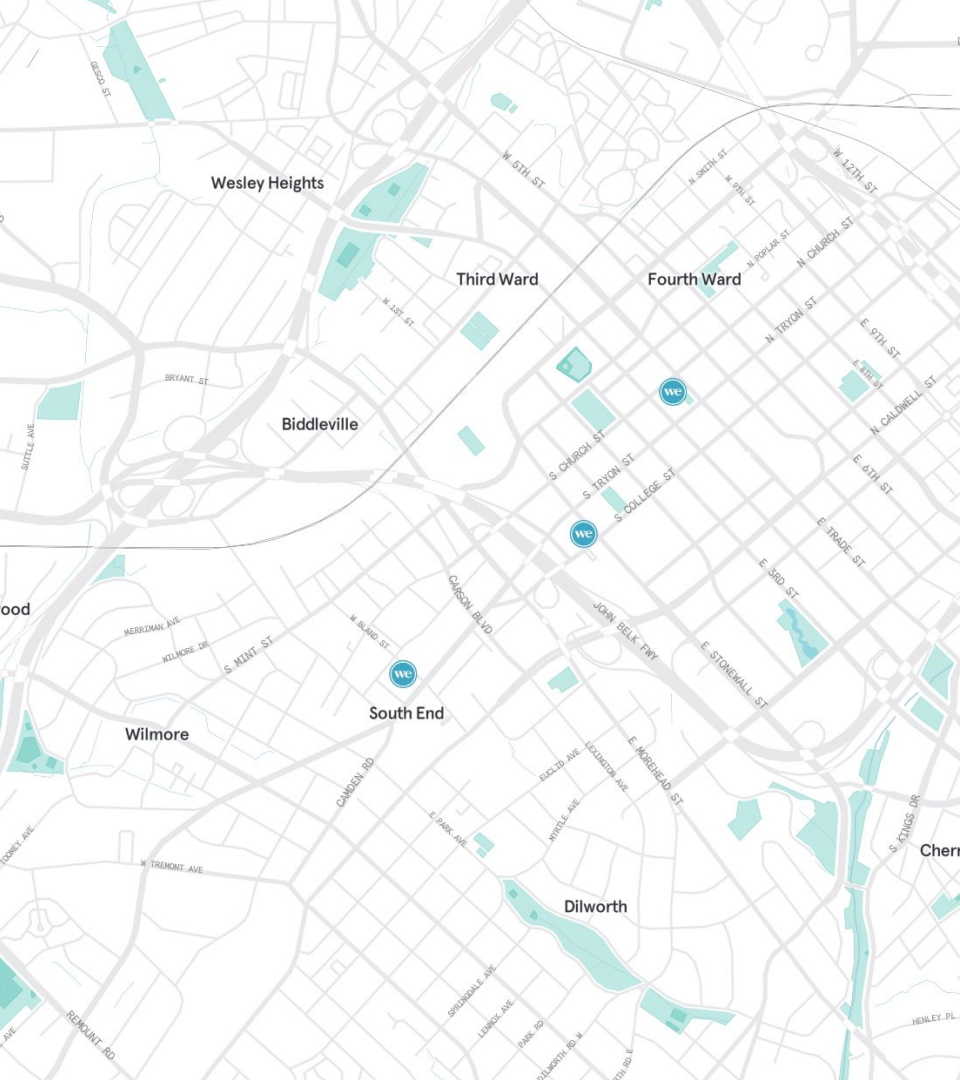 GESCO ST
W 5TH ST
N SMITH ST
W 12TH ST
W 9TH ST
Wesley Heights
N CHURCH ST
N POPLAR ST
Third Ward
Fourth Ward
W 1ST ST
N TRYON ST
E 9TH ST
BRYANT ST
E 8TH ST
we
N CALDWELL ST
Biddleville
SUTTLE AVE
S CHURCH ST
S TRYON ST
E 6TH ST
S COLLEGE ST
we
E TRADE ST
E 3RD ST
CARSON BLVD
ood
MERRIMAN AVE
W BLAND ST
JOHN BELK FWY
WILMORE DR
S MINT ST
E STONEWALL ST
we
South End
Wilmore
EUCLID AVE
LEXINGTON AVE
E MOREHEAD ST
CAMDEN RD
MYRTLE AVE
E PARK AVE
S KINGS DR
TOOMEY AVE
Cherr
W TREMONT AVE
Dilworth
SPRINGDALE AVE
LENNOX AVE
HENLEY PL
REMOUNT RD
PARK RD
AVE
DILWORTH RD W
RTH RD E